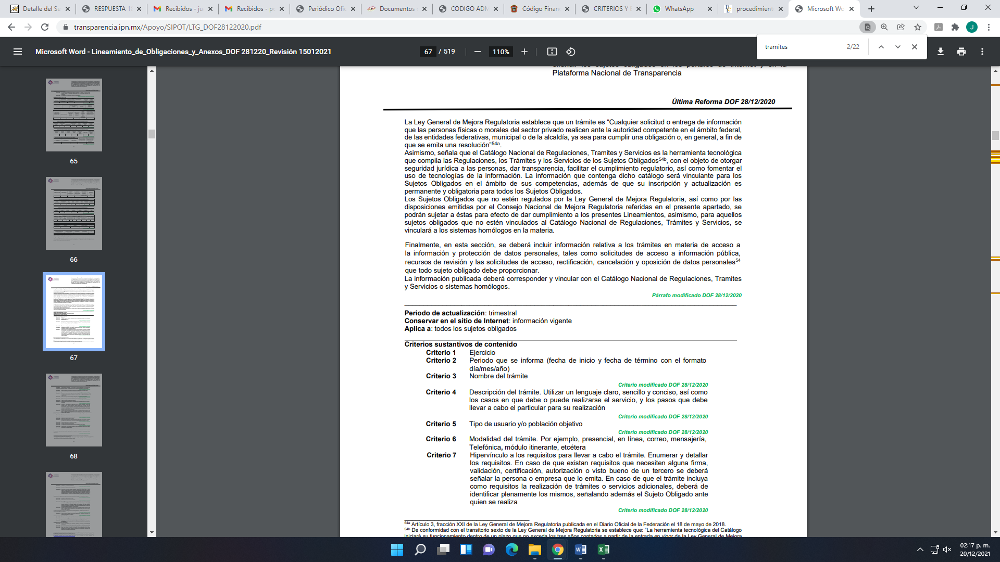 Detalle del Se
RESPUESTA 18
Recibidos - ju
Recibidos - po
Periódico Ofic
Documentos
CODIGO ADM
Código Finan
CRITERIOS Y
WhatsApp
procedimient
Microsoft Wo
transparencia.ipn.mx/Apoyo/SIPOT/LTG_DOF28122020.pdf
J
tramites
2/22
Microsoft Word - Lineamiento_de_Obligaciones_y_Anexos_DOF 281220_Revisión 15012021
67 / 519
110%
65
66
67
68
difundir los sujetos obligados en los portales de Internet y en la
Plataforma Nacional de Transparencia
Última Reforma DOF 28/12/2020
La Ley General de Mejora Regulatoria establece que un trámite es “Cualquier solicitud o entrega de información
que las personas físicas o morales del sector privado realicen ante la autoridad competente en el ámbito federal,
de las entidades federativas, municipal o de la alcaldía, ya sea para cumplir una obligación o, en general, a fin de
que se emita una resolución”54a.
Asimismo, señala que el Catálogo Nacional de Regulaciones, Tramites y Servicios es la herramienta tecnológica
que compila las Regulaciones, los Trámites y los Servicios de los Sujetos Obligados54b, con el objeto de otorgar
seguridad jurídica a las personas, dar transparencia, facilitar el cumplimiento regulatorio, así como fomentar el
uso de tecnologías de la información. La información que contenga dicho catálogo será vinculante para los
Sujetos Obligados en el ámbito de sus competencias, además de que su inscripción y actualización es
permanente y obligatoria para todos los Sujetos Obligados.
Los Sujetos Obligados que no estén regulados por la Ley General de Mejora Regulatoria, así como por las
disposiciones emitidas por el Consejo Nacional de Mejora Regulatoria referidas en el presente apartado, se
podrán sujetar a éstas para efecto de dar cumplimiento a los presentes Lineamientos, asimismo, para aquellos
sujetos obligados que no estén vinculados al Catálogo Nacional de Regulaciones, Trámites y Servicios, se
vinculará a los sistemas homólogos en la materia.
Finalmente, en esta sección, se deberá incluir información relativa a los trámites en materia de acceso a
la información y protección de datos personales, tales como solicitudes de acceso a información pública,
recursos de revisión y las solicitudes de acceso, rectificación, cancelación y oposición de datos personales54
que todo sujeto obligado debe proporcionar.
La información publicada deberá corresponder y vincular con el Catálogo Nacional de Regulaciones, Tramites
y Servicios o sistemas homólogos.
Párrafo modificado DOF 28/12/2020
Periodo de actualización: trimestral
Conservar en el sitio de Internet: información vigente
Aplica a: todos los sujetos obligados
Criterios sustantivos de contenido
Criterio 1 Ejercicio
Criterio 2 Periodo que se informa (fecha de inicio y fecha de término con el formato
día/mes/año)
Criterio 3 Nombre del trámite
Criterio modificado DOF 28/12/2020
Criterio 4 Descripción del trámite. Utilizar un lenguaje claro, sencillo y conciso, así como
los casos en que debe o puede realizarse el servicio, y los pasos que debe
llevar a cabo el particular para su realización
Criterio modificado DOF 28/12/2020
Criterio 5 Tipo de usuario y/o población objetivo
Criterio modificado DOF 28/12/2020
Criterio 6 Modalidad del trámite. Por ejemplo, presencial, en línea, correo, mensajería,
Telefónica, módulo itinerante, etcétera
Criterio 7 Hipervínculo a los requisitos para llevar a cabo el trámite. Enumerar y detallar
los requisitos. En caso de que existan requisitos que necesiten alguna firma,
validación, certificación, autorización o visto bueno de un tercero se deberá
señalar la persona o empresa que lo emita. En caso de que el trámite incluya
como requisitos la realización de trámites o servicios adicionales, deberá de
identificar plenamente los mismos, señalando además el Sujeto Obligado ante
quien se realiza
Criterio modificado DOF 28/12/2020
54a Artículo 3, fracción XXI de la Ley General de Mejora Regulatoria publicada en el Diario Oficial de la Federación el 18 de mayo de 2018.
54b De conformidad con el transitorio sexto de la Ley General de Mejora Regulatoria se establece que: “La herramienta tecnológica del Catálogo
iniciará su funcionamiento dentro de un plazo que no exceda los tres años contados a partir de la entrada en vigor de la Ley General de Mejora
02:17 p. m.
20/12/2021